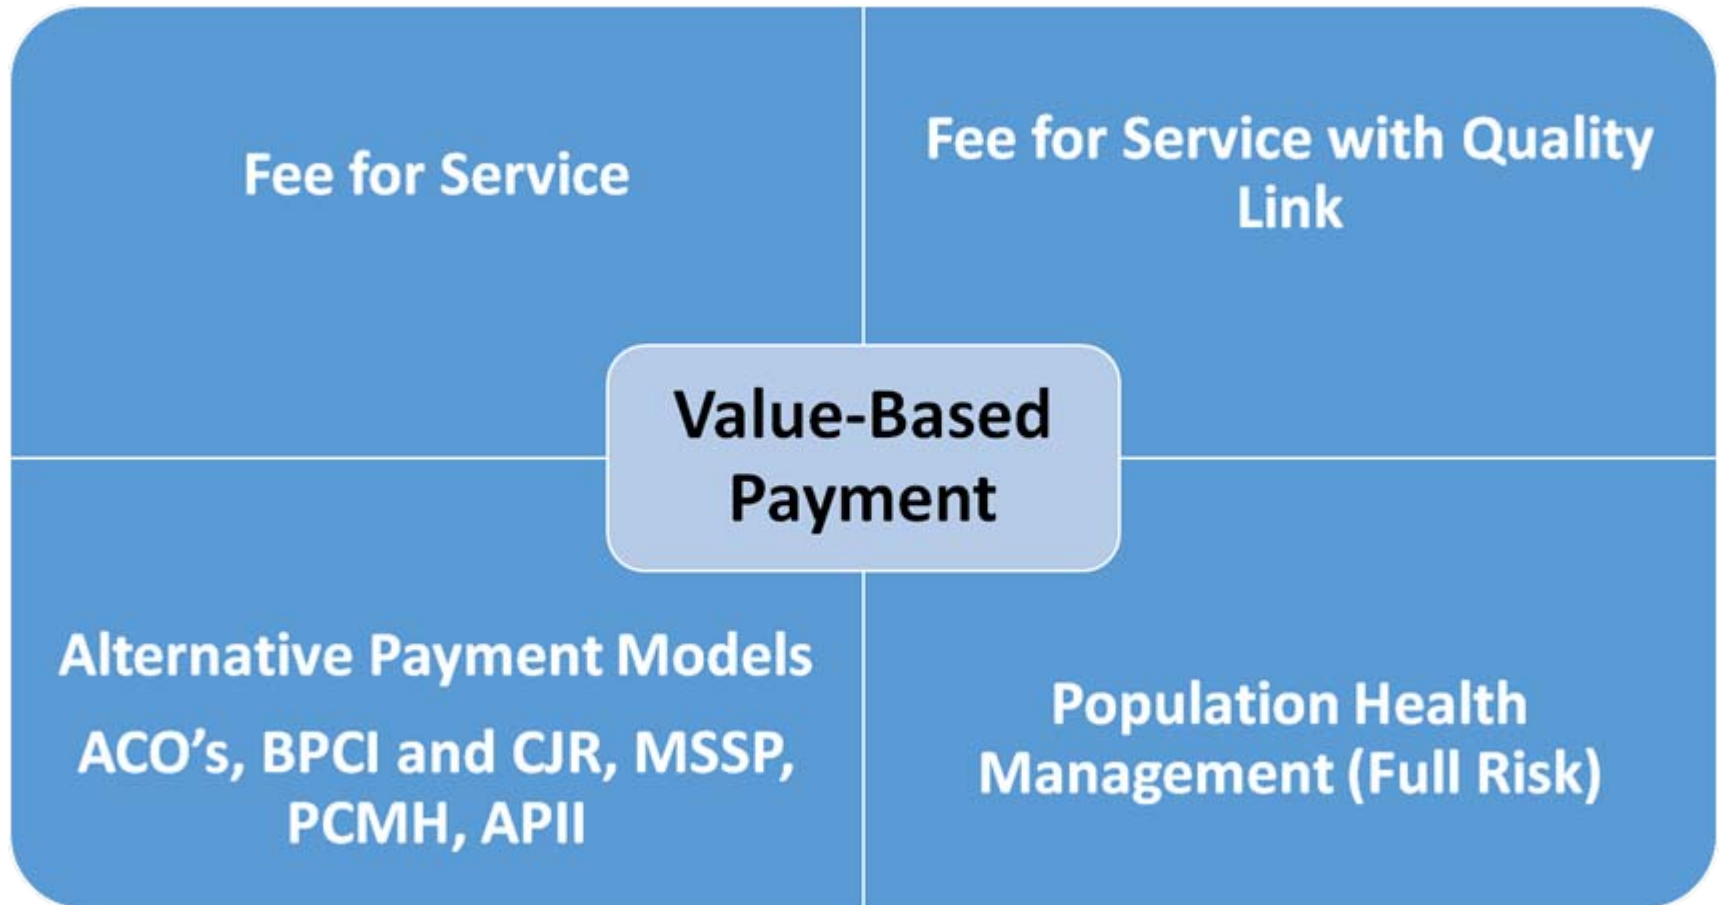 Fee for Service
Fee for Service with Quality
Link
Value-Based
Payment
Alternative Payment Models
ACO’s, BPCI and CJR, MSSP,
PCMH, APII
Population Health
Management (Full Risk)